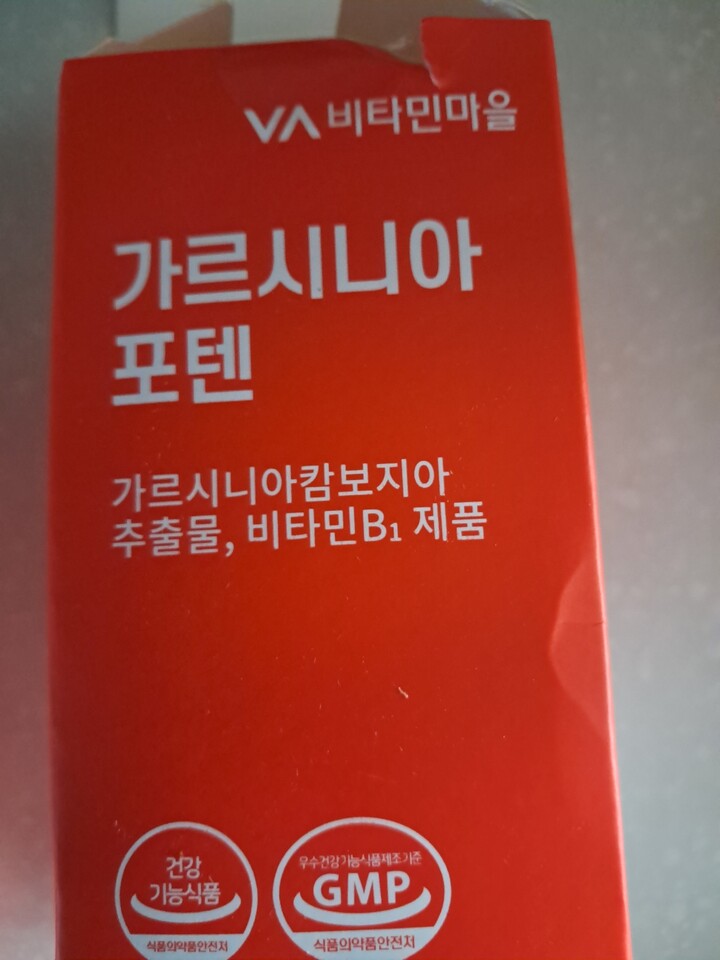 VA 비타민마을
가르시니아
포텐
가르시니아캄보지아
추출물, 비타민B₁ 제품
건강
기능식품
식품의약품안전처
우수건강기능식품제조기준
GMP
식품의약품안전처